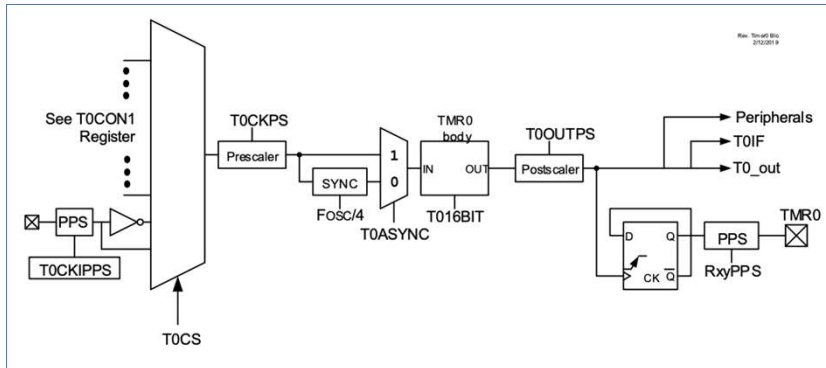 Rev. Timer0 Blo
2/12/2019
See T0CON1
Register
T0CKPS
Prescaler
SYNC
FOSC/4
1
0
T0ASYNC
TMR0
body
IN
OUT
T016BIT
T0OUTPS
Postscaler
Peripherals
T0IF
T0_out
PPS
T0CKIPPS
T0CS
D
Q
CK
Q
PPS
RxyPPS
TMR0